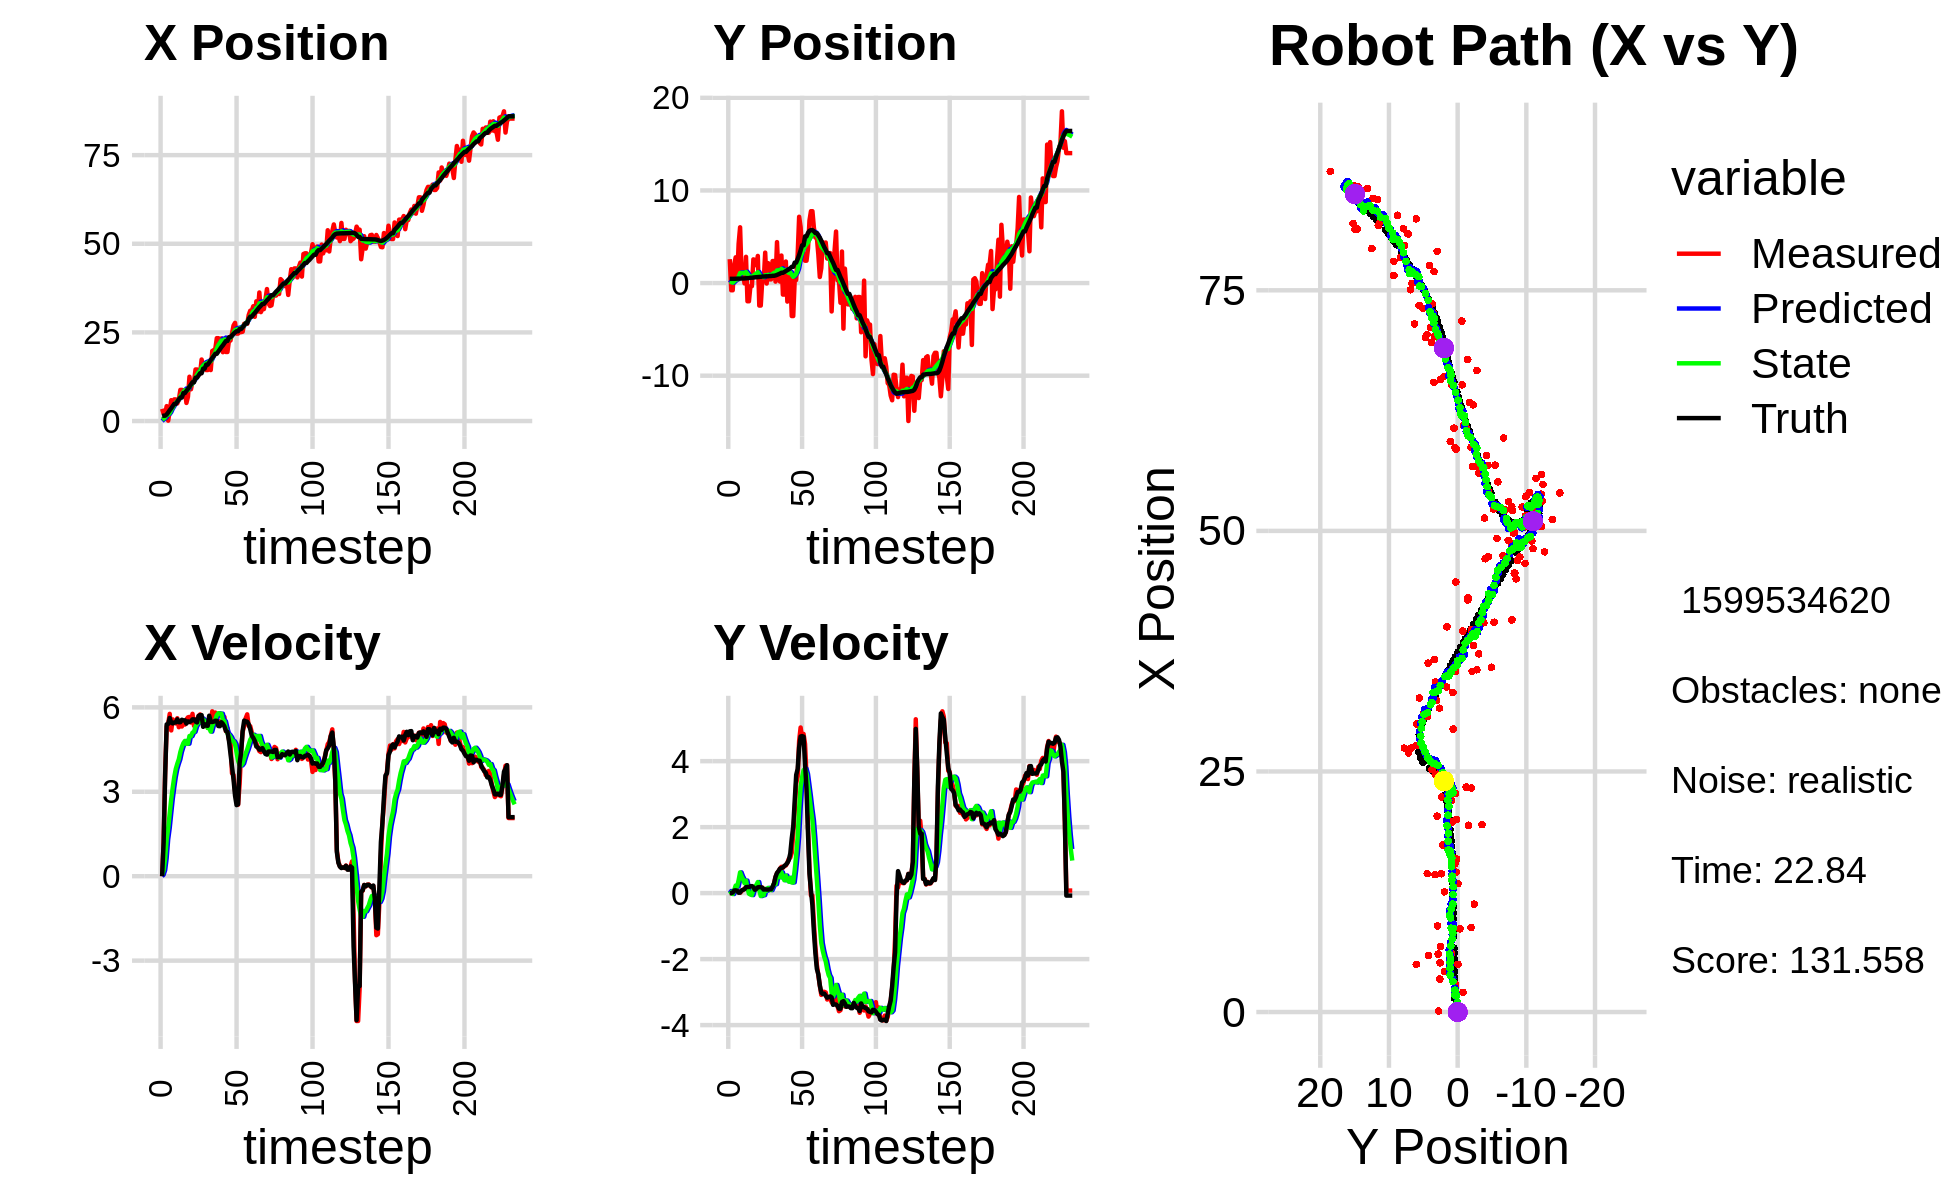 X Position
75
50
25
0
0
50
100
150
200
timestep
Y Position
20
10
0
-10
0
50
100
150
200
timestep
X Velocity
6
3
0
-3
0
50
100
150
200
timestep
Y Velocity
4
2
0
-2
-4
0
50
100
150
200
timestep
Robot Path (X vs Y)
X Position
75
50
25
0
20 10 0 -10 -20
Y Position
variable
Measured
Predicted
State
Truth
1599534620
Obstacles: none
Noise: realistic
Time: 22.84
Score: 131.558